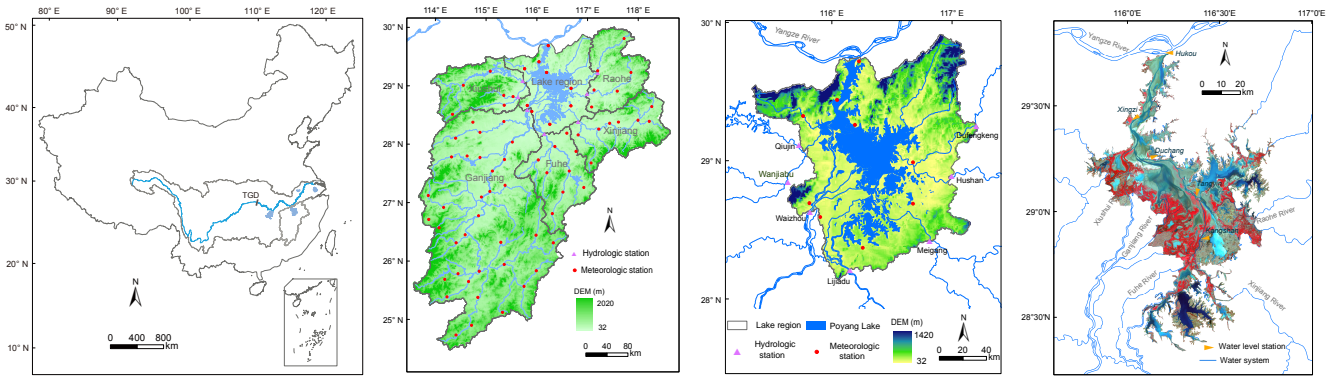 80° E
90° E
100° E
110° E
120° E
50° N
40° N
30° N
20° N
10° N
TGD
N
0 400 800
km
114° E
115° E
116° E
117° E
118° E
30° N
29° N
28° N
27° N
26° N
25° N
Lake region
Raohe
Xinjiang
Fuhe
Ganjiang
N
Hydrologic station
Meteorologic station
DEM (m)
2020
32
0 40 80
km
116° E
117° E
30° N
29° N
28° N
Yangze River
Qiujin
Wanjiabu
Waizhou
Lijiadu
Meigang
Hushan
Dufengkeng
Lake region
Poyang Lake
Hydrologic
station
Meteorologic
station
DEM (m)
1420
32
N
0 20 40
km
116°0'E
116°30'E
117°0'E
29°30'N
29°0'N
28°30'N
Yangze River
Hukou
N
0 10 20
km
Xingzi
Duchang
Tangyin
Kangshan
Xiushui River
Ganjiang River
Fuhe River
Raohe River
Xinjiang River
Water level station
Water system